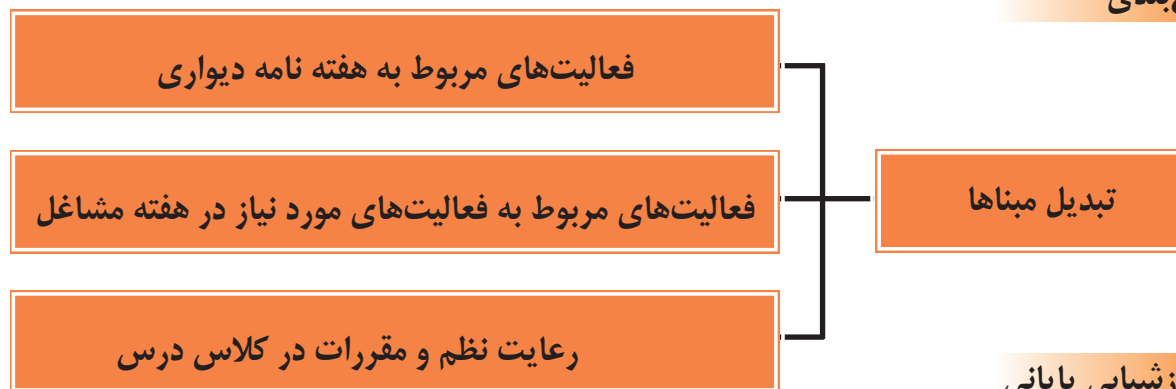 فعالیت‌های مربوط به هفته نامه دیواری
تبدیل مبناها
فعالیت‌های مربوط به فعالیت‌های مورد نیاز در هفته مشاغل
رعایت نظم و مقررات در کلاس درس
پایانی